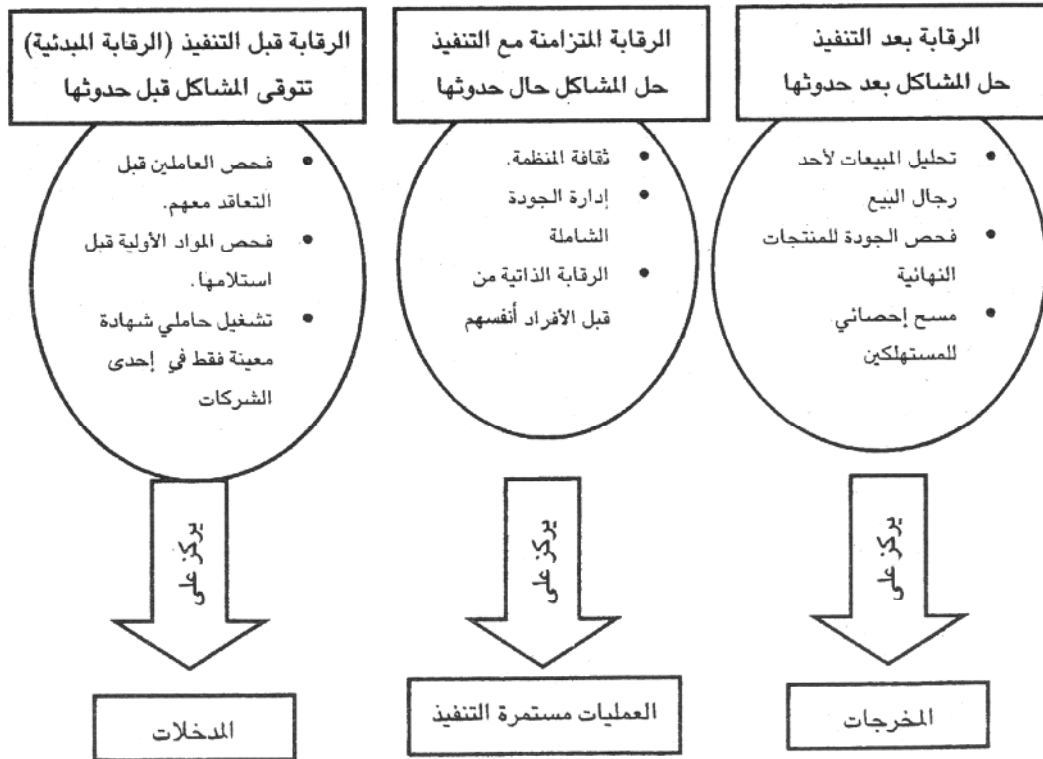 الرقابة بعد التنفيذ
حل المشاكل بعد حدوثها
• تحليل المبيعات لأحد
رجال البيع
• فحص الجودة للمنتجات
النهائية
• مسح إحصائي
للمستهلكين
يركز على
المخرجات
الرقابة المتزامنة مع التنفيذ
حل المشاكل حال حدوثها
• ثقافة المنظمة.
• إدارة الجودة
الشاملة
• الرقابة الذاتية من
قبل الأفراد أنفسهم
يركز على
العمليات مستمرة التنفيذ
الرقابة قبل التنفيذ (الرقابة المبدئية)
تتوقى المشاكل قبل حدوثها
• فحص العاملين قبل
التعاقد معهم.
• فحص المواد الأولية قبل
استلامها.
• تشغيل حاملي شهادة
معينة فقط في إحدى
الشركات
يركز على
المدخلات